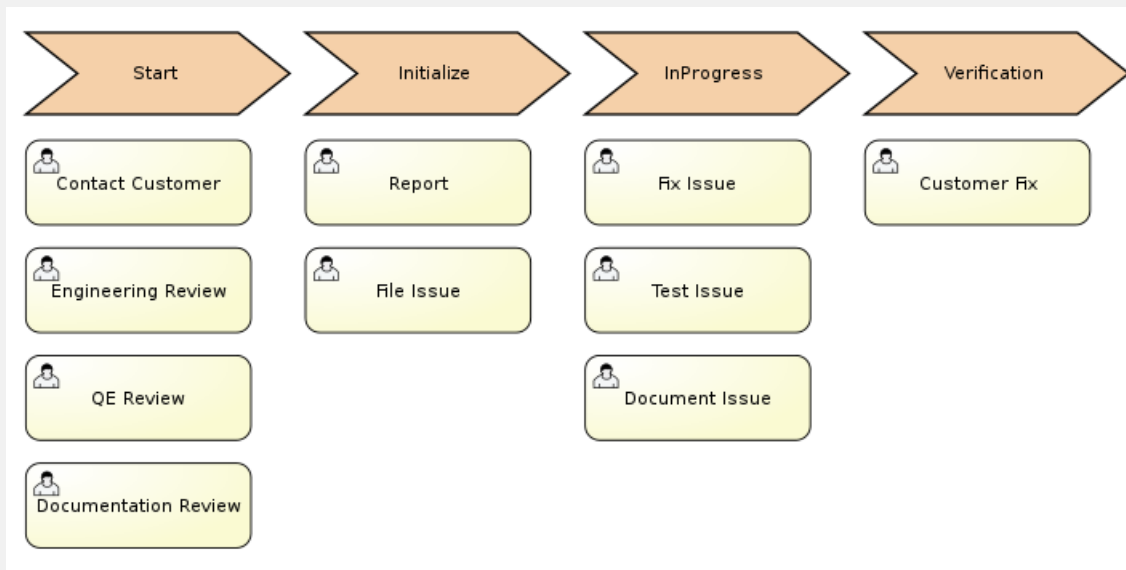 Start
Initialize
InProgress
Verification
Contact Customer
Report
Fix Issue
Customer Fix
Engineering Review
File Issue
Test Issue
QE Review
Document Issue
Documentation Review